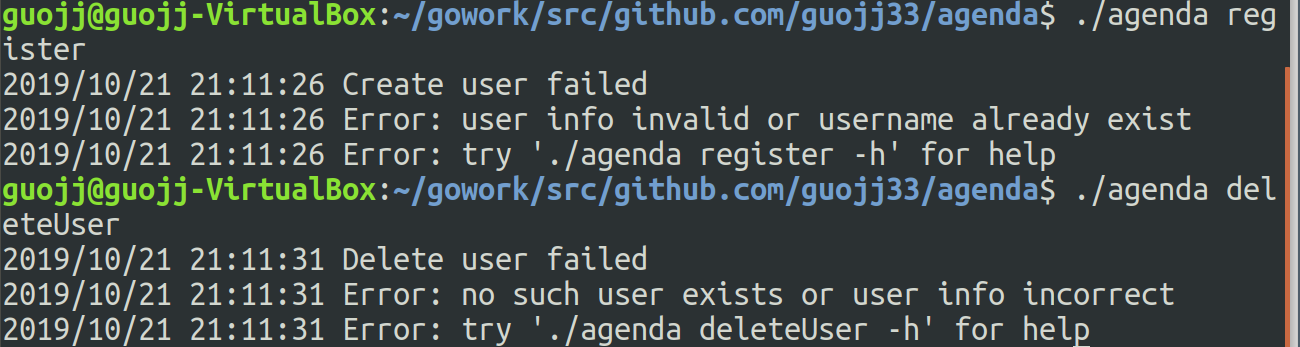 guojj@guojj-VirtualBox:~/gowork/src/github.com/guojj33/agenda$ ./agenda reg
ister
2019/10/21 21:11:26 Create user failed
2019/10/21 21:11:26 Error: user info invalid or username already exist
2019/10/21 21:11:26 Error: try './agenda register -h' for help
guojj@guojj-VirtualBox:~/gowork/src/github.com/guojj33/agenda$ ./agenda del
eteUser
2019/10/21 21:11:31 Delete user failed
2019/10/21 21:11:31 Error: no such user exists or user info incorrect
2019/10/21 21:11:31 Error: try './agenda deleteUser -h' for help